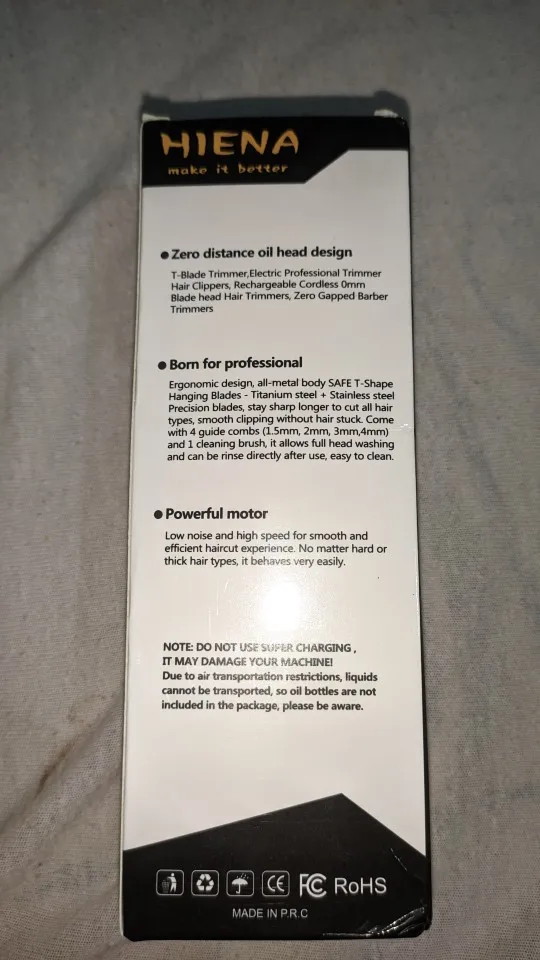 HIENA
make it better
● Zero distance oil head design
T-Blade Trimmer,Electric Professional Trimmer
Hair Clippers, Rechargeable Cordless 0mm
Blade head Hair Trimmers, Zero Gapped Barber
Trimmers
● Born for professional
Ergonomic design, all-metal body SAFE T-Shape
Hanging Blades - Titanium steel + Stainless steel
Precision blades, stay sharp longer to cut all hair
types, smooth clipping without hair stuck. Come
with 4 guide combs (1.5mm, 2mm, 3mm,4mm)
and 1 cleaning brush, it allows full head washing
and can be rinse directly after use, easy to clean.
● Powerful motor
Low noise and high speed for smooth and
efficient haircut experience. No matter hard or
thick hair types, it behaves very easily.
NOTE: DO NOT USE SUPER CHARGING ,
IT MAY DAMAGE YOUR MACHINE!
Due to air transportation restrictions, liquids
cannot be transported, so oil bottles are not
included in the package, please be aware.
CE FC RoHS
MADE IN P.R.C